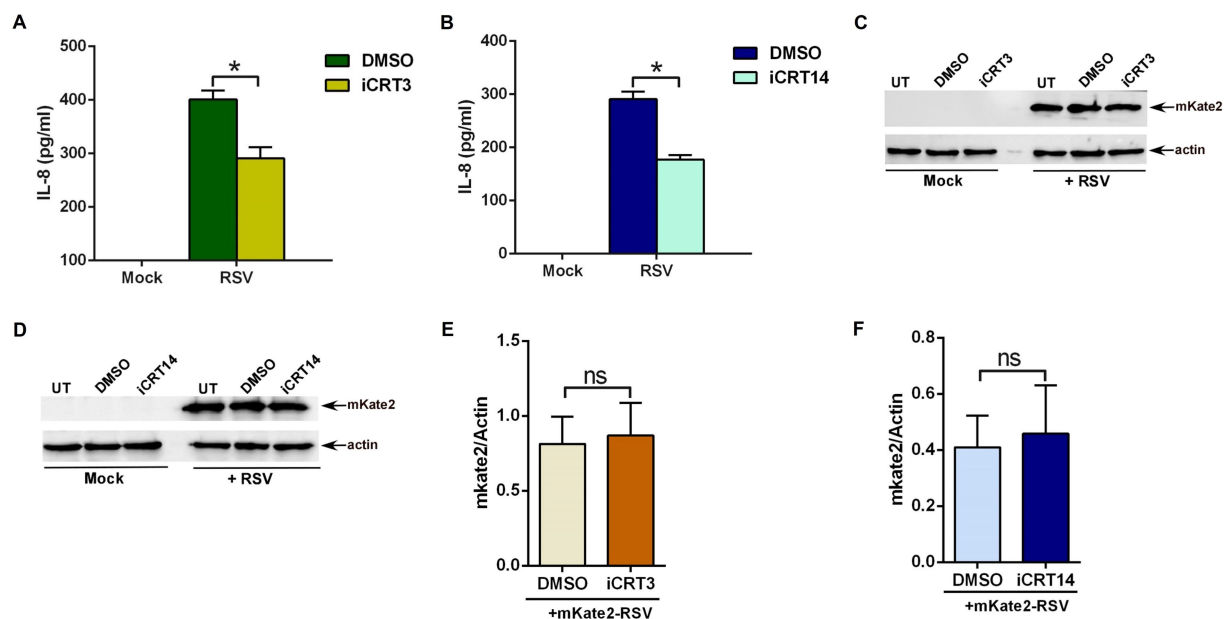 A
500
400
300
200
100
IL-8 (pg/ml)
*
DMSO
iCRT3
Mock
RSV
B
400
300
200
100
0
IL-8 (pg/ml)
*
DMSO
iCRT14
Mock
RSV
C
UT DMSO iCRT3 UT DMSO iCRT3
mKate2
actin
Mock + RSV
D
UT DMSO iCRT14 UT DMSO iCRT14
mKate2
actin
Mock + RSV
E
1.5
1.0
0.5
0.0
mkate2/Actin
ns
DMSO iCRT3
+mKate2-RSV
F
0.8
0.6
0.4
0.2
0.0
mkate2/Actin
ns
DMSO iCRT14
+mKate2-RSV